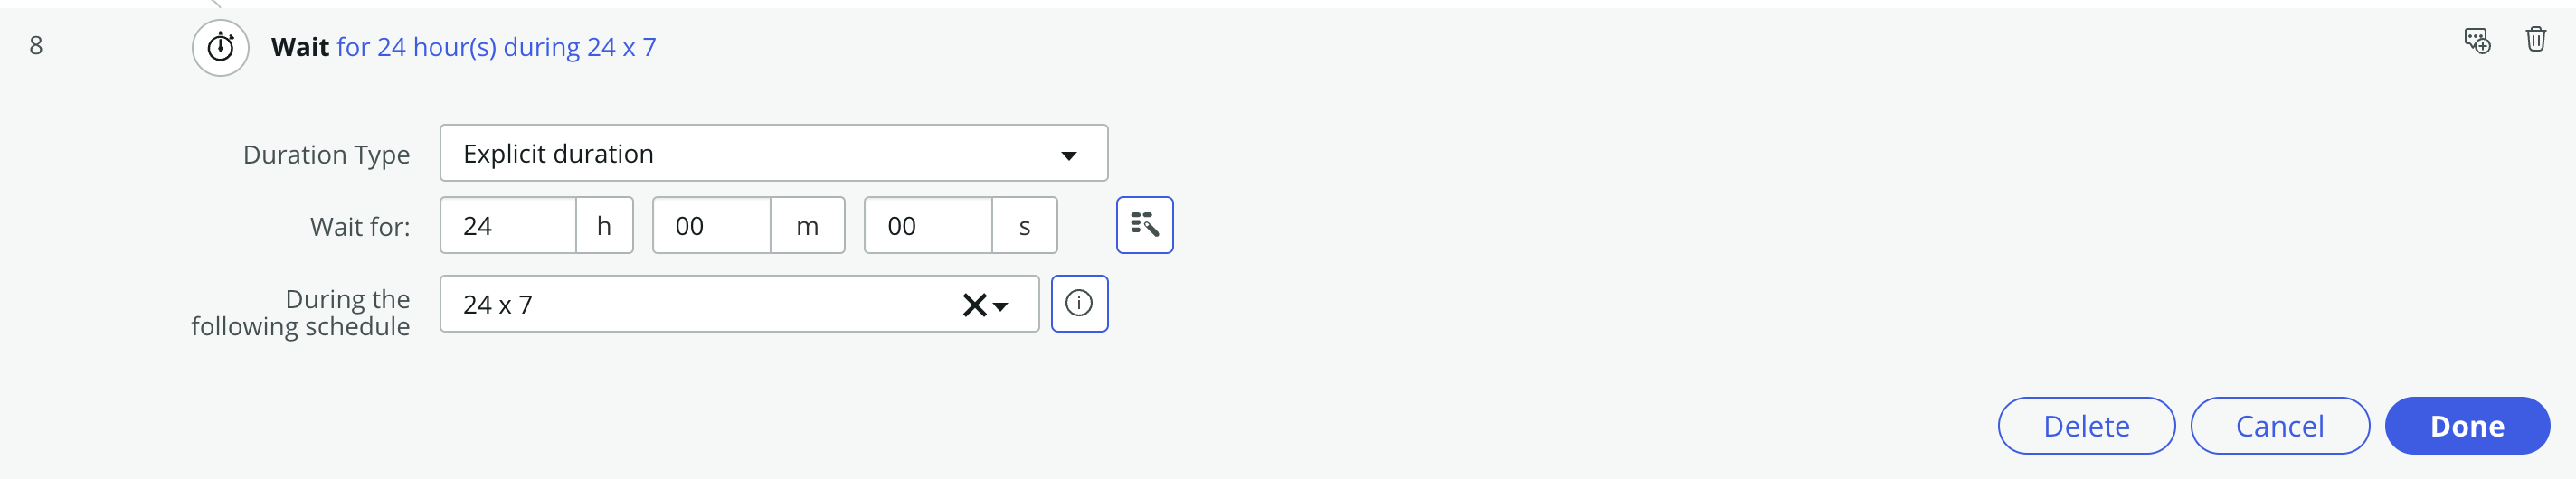 8 Wait for 24 hour(s) during 24 x 7
Duration Type Explicit duration
Wait for: 24 h 00 m 00 s
During the following schedule 24 x 7
Delete Cancel Done